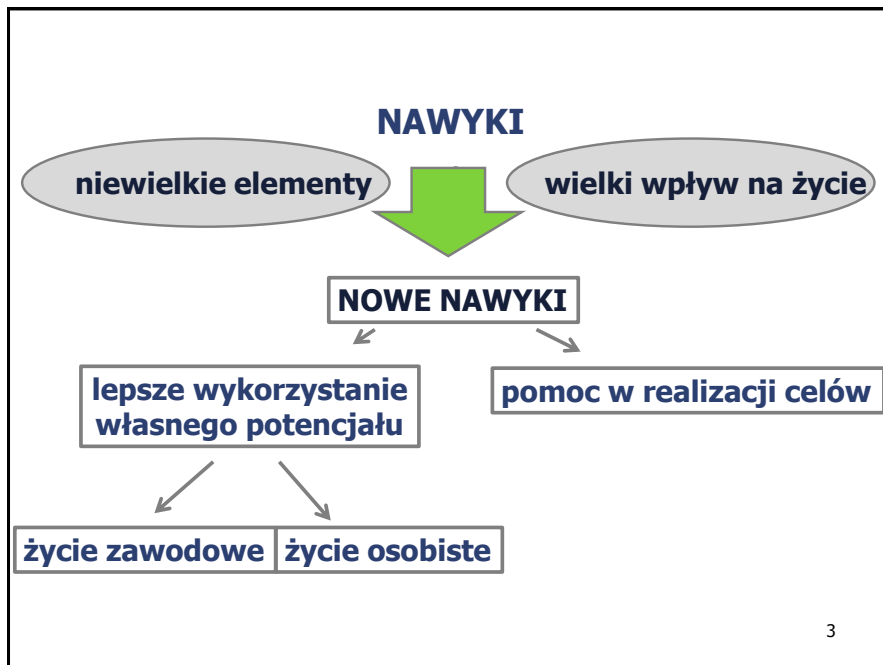 NAWYKI
niewielkie elementy
wielki wpływ na życie
NOWE NAWYKI
lepsze wykorzystanie
własnego potencjału
pomoc w realizacji celów
życie zawodowe
życie osobiste
3